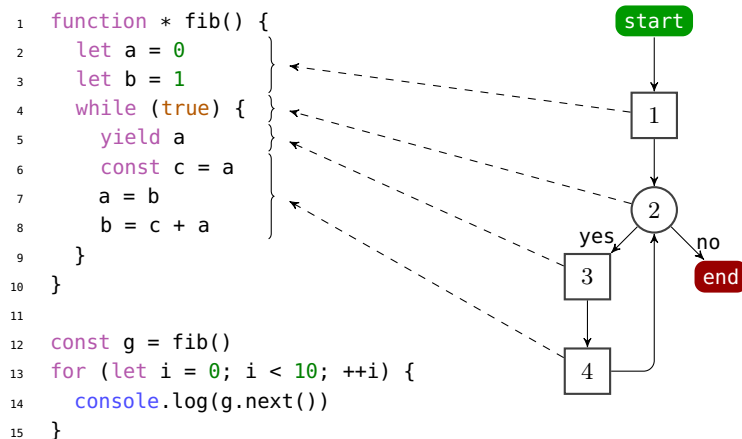 1 function * fib() {
2 let a = 0
3 let b = 1
4 while (true) {
5 yield a
6 const c = a
7 a = b
8 b = c + a
9 }
10 }
11
12 const g = fib()
13 for (let i = 0; i < 10; ++i) {
14 console.log(g.next())
15 }
start
1
2
yes
no
3
end
4